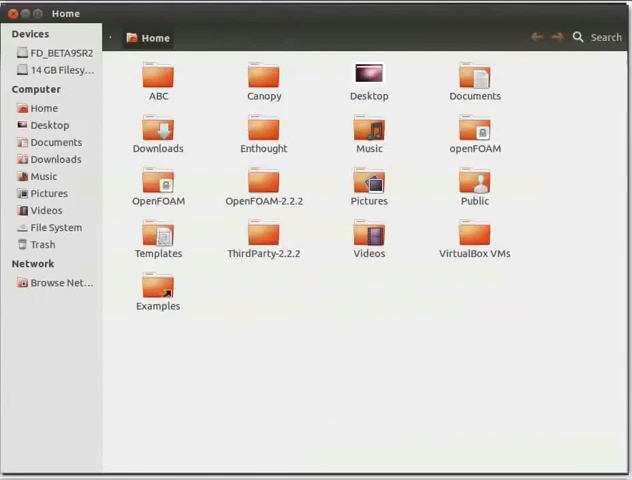 Home
Devices
FD_BETA9SR2
14 GB Filesy...
Computer
Home
Desktop
Documents
Downloads
Music
Pictures
Videos
File System
Trash
Network
Browse Net...
Home
Search
ABC
Canopy
Desktop
Documents
Downloads
Enthought
Music
openFOAM
OpenFOAM
OpenFOAM-2.2.2
Pictures
Public
Templates
ThirdParty-2.2.2
Videos
VirtualBox VMs
Examples